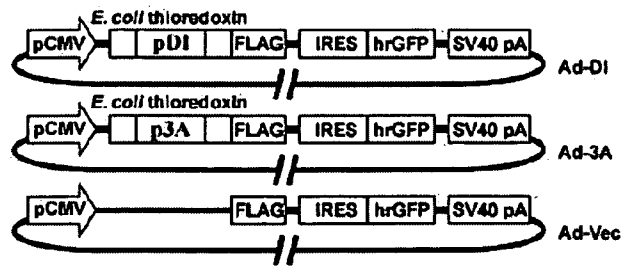 E. coli thioredoxin
pCMV pDI FLAG IRES hrGFP SV40 pA
Ad-DI
E. coli thioredoxin
pCMV p3A FLAG IRES hrGFP SV40 pA
Ad-3A
pCMV FLAG IRES hrGFP SV40 pA
Ad-Vec